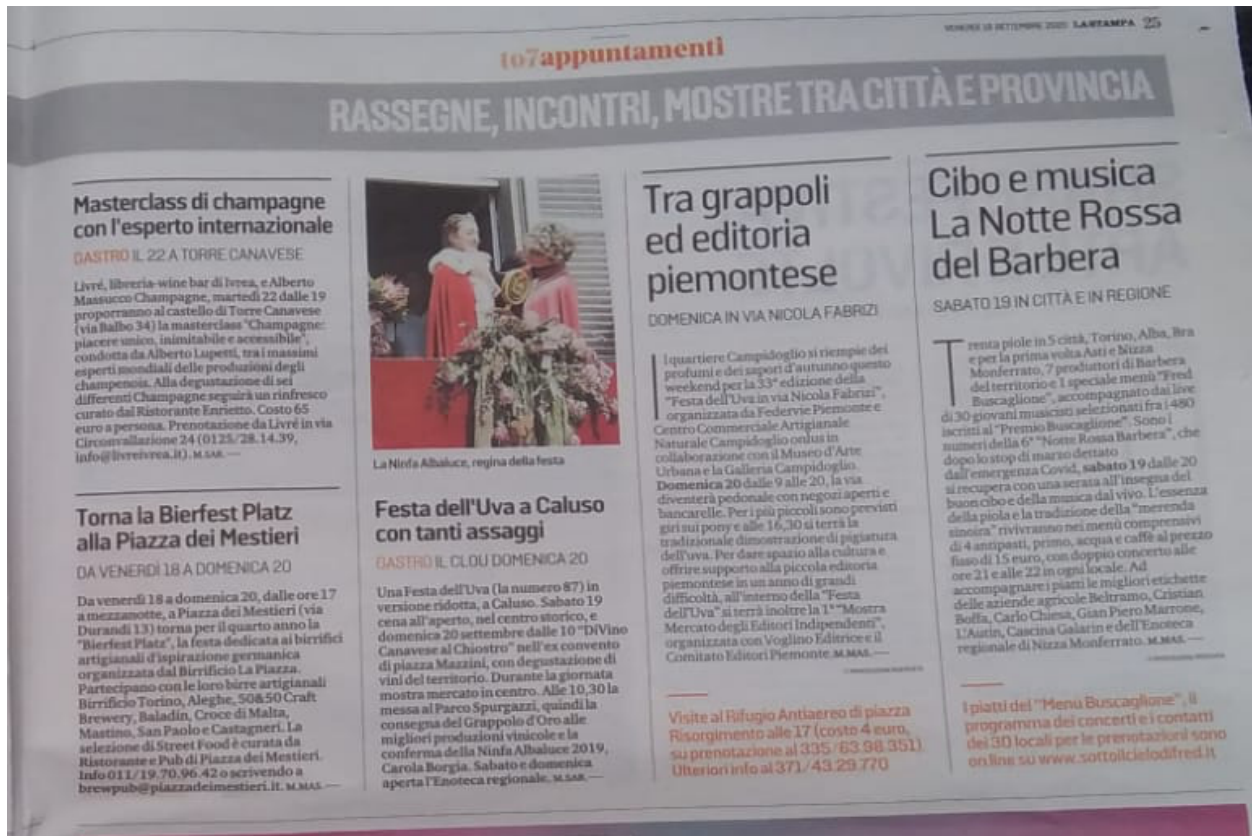 VENERDÌ 18 SETTEMBRE 2020 LA STAMPA 25
to7appuntamenti
RASSEGNE, INCONTRI, MOSTRE TRA CITTÀ E PROVINCIA
Masterclass di champagne
con l'esperto internazionale
GASTRO IL 22 A TORRE CANAVESE
Livré, libreria-wine bar di Ivrea, e Alberto
Massucco Champagne, martedì 22 dalle 19
proporranno al castello di Torre Canavese
(via Balbo 34) la masterclass "Champagne:
piacere unico, inimitabile e accessibile",
condotta da Alberto Lupetti, tra i massimi
esperti mondiali delle produzioni degli
champenois. Alla degustazione di sei
differenti Champagne seguirà un rinfresco
curato dal Ristorante Enrietto. Costo 65
euro a persona. Prenotazione da Livré in via
Circonvallazione 24 (0125/28.14.39,
info@livreivrea.it). M.SAR. —
Torna la Bierfest Platz
alla Piazza dei Mestieri
DA VENERDÌ 18 A DOMENICA 20
Da venerdì 18 a domenica 20, dalle ore 17
a mezzanotte, a Piazza dei Mestieri (via
Durandi 13) torna per il quarto anno la
"Bierfest Platz", la festa dedicata ai birrifici
artigianali d'ispirazione germanica
organizzata dal Birrificio La Piazza.
Partecipano con le loro birre artigianali
Birrificio Torino, Aleghe, 50&50 Craft
Brewery, Baladin, Croce di Malta,
Mastino, San Paolo e Castagneri. La
selezione di Street Food è curata da
Ristorante e Pub di Piazza dei Mestieri.
Info 011/19.70.96.42 o scrivendo a
brewpub@piazzadeimestieri.it. M.MAS. —
La Ninfa Albaluce, regina della festa
Festa dell'Uva a Caluso
con tanti assaggi
GASTRO IL CLOU DOMENICA 20
Una Festa dell'Uva (la numero 87) in
versione ridotta, a Caluso. Sabato 19
cena all'aperto, nel centro storico, e
domenica 20 settembre dalle 10 "DiVino
Canavese al Chiostro" nell'ex convento
di piazza Mazzini, con degustazione di
vini del territorio. Durante la giornata
mostra mercato in centro. Alle 10,30 la
messa al Parco Spurgazzi, quindi la
consegna del Grappolo d'Oro alle
migliori produzioni vinicole e la
conferma della Ninfa Albaluce 2019,
Carola Borgia. Sabato e domenica
aperta l'Enoteca regionale. M.SAR. —
Tra grappoli
ed editoria
piemontese
DOMENICA IN VIA NICOLA FABRIZI
Il quartiere Campidoglio si riempie dei
profumi e dei sapori d'autunno questo
weekend per la 33ª edizione della
"Festa dell'Uva in via Nicola Fabrizi",
organizzata da Federvie Piemonte e
Centro Commerciale Artigianale
Naturale Campidoglio onlus in
collaborazione con il Museo d'Arte
Urbana e la Galleria Campidoglio.
Domenica 20 dalle 9 alle 20, la via
diventerà pedonale con negozi aperti e
bancarelle. Per i più piccoli sono previsti
giri sui pony e alle 16,30 si terrà la
tradizionale dimostrazione di pigiatura
dell'uva. Per dare spazio alla cultura e
offrire supporto alla piccola editoria
piemontese in un anno di grandi
difficoltà, all'interno della "Festa
dell'Uva" si terrà inoltre la 1ª "Mostra
Mercato degli Editori Indipendenti",
organizzata con Voglino Editrice e il
Comitato Editori Piemonte. M.MAS. —
Visite al Rifugio Antiaereo di piazza
Risorgimento alle 17 (costo 4 euro,
su prenotazione al 335/63.98.351).
Ulteriori info al 371/43.29.770
Cibo e musica
La Notte Rossa
del Barbera
SABATO 19 IN CITTÀ E IN REGIONE
Trenta piole in 5 città, Torino, Alba, Bra
e per la prima volta Asti e Nizza
Monferrato, 7 produttori di Barbera
del territorio e 1 speciale menù "Fred
Buscaglione", accompagnato dai live
di 30 giovani musicisti selezionati fra i 480
iscritti al "Premio Buscaglione". Sono i
numeri della 6ª "Notte Rossa Barbera", che
dopo lo stop di marzo dettato
dall'emergenza Covid, sabato 19 dalle 20
si recupera con una serata all'insegna del
buon cibo e della musica dal vivo. L'essenza
della piola e la tradizione della "merenda
sinoira" rivivranno nei menù comprensivi
di 4 antipasti, primo, acqua e caffè al prezzo
fisso di 15 euro, con doppio concerto alle
ore 21 e alle 22 in ogni locale. Ad
accompagnare i piatti le migliori etichette
delle aziende agricole Beltramo, Cristian
Boffa, Carlo Chiesa, Gian Piero Marrone,
L'Autin, Cascina Galarin e dell'Enoteca
regionale di Nizza Monferrato. M.MAS. —
I piatti del "Menù Buscaglione", il
programma dei concerti e i contatti
dei 30 locali per le prenotazioni sono
on line su www.sottoilcielodifred.it